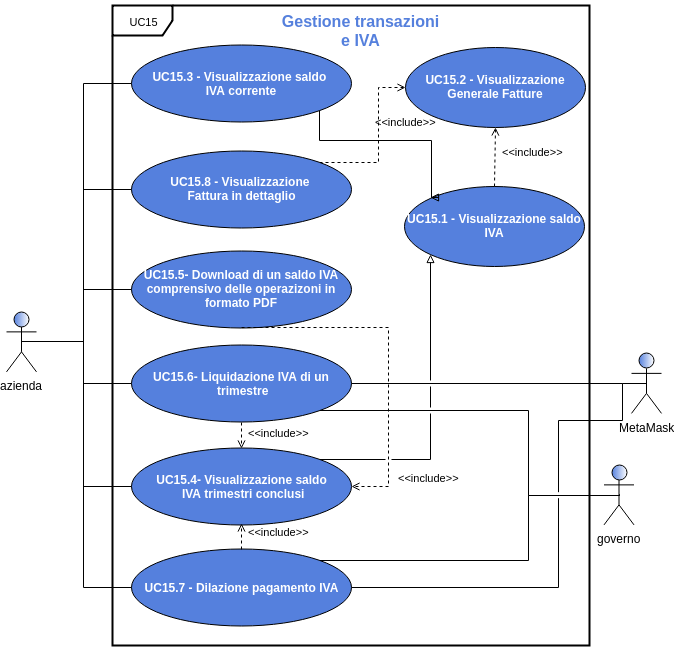 UC15
Gestione transazioni
e IVA
UC15.3 - Visualizzazione saldo
IVA corrente
UC15.2 - Visualizzazione
Generale Fatture
<<include>>
<<include>>
UC15.8 - Visualizzazione
Fattura in dettaglio
UC15.1 - Visualizzazione saldo
IVA
UC15.5- Download di un saldo IVA
comprensivo delle operazizoni in
formato PDF
azienda
UC15.6- Liquidazione IVA di un
trimestre
MetaMask
<<include>>
UC15.4- Visualizzazione saldo
IVA trimestri conclusi
<<include>>
<<include>>
governo
UC15.7 - Dilazione pagamento IVA